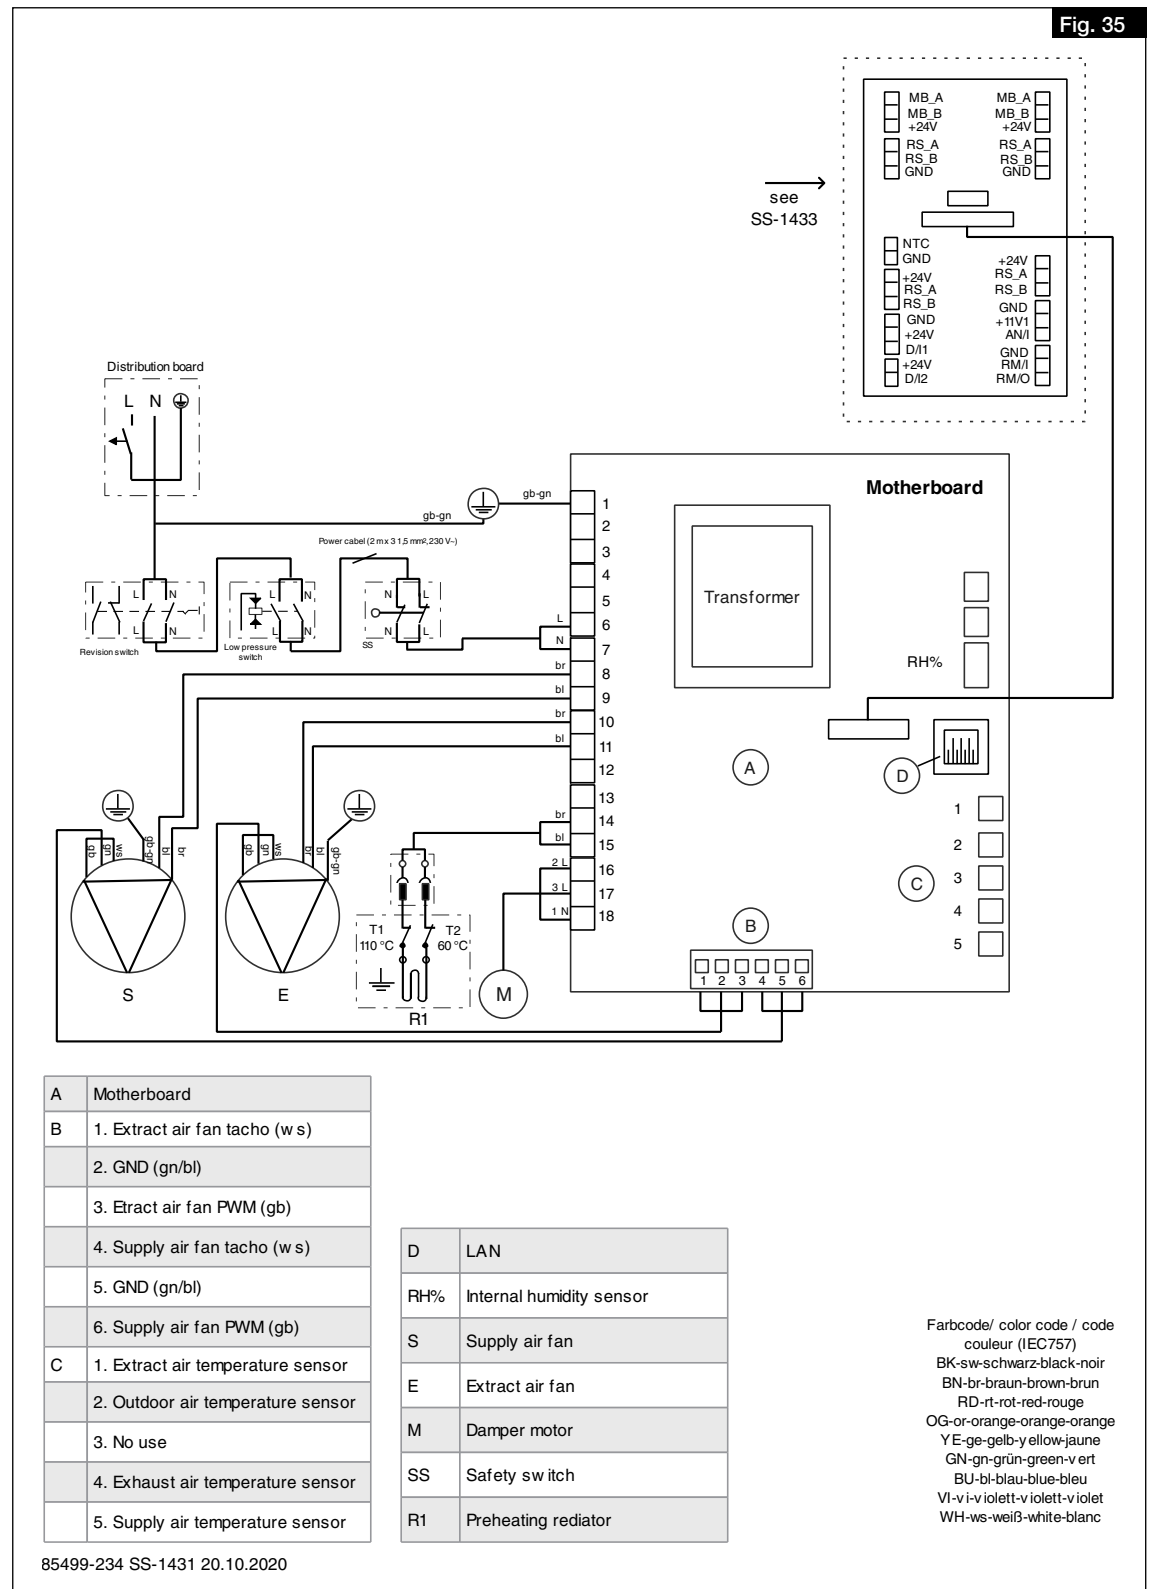 Fig. 35
MB_A
MB_B
+24V
RS_A
RS_B
GND
MB_A
MB_B
+24V
RS_A
RS_B
GND
see
SS-1433
NTC
GND
+24V
RS_A
RS_B
GND
+24V
D/I1
+24V
D/I2
+24V
RS_A
RS_B
GND
+11V1
AN/I
GND
RM/I
RM/O
Distribution board
L N
Motherboard
gb-gn
gb-gn
Power cabel (2 m x 3 1,5 mm², 230 V~)
L N
L N
Revision switch
L N
L N
Low pressure
switch
N L
N L
SS
L
N
br
bl
br
bl
br
bl
2 L
3 L
1 N
1
2
3
4
5
6
7
8
9
10
11
12
13
14
15
16
17
18
Transformer
RH%
A
D
C
B
1
2
3
4
5
1 2 3 4 5 6
gb gn ws gb-gn bl br
S
gb gn ws br bl gb-gn
E
T1
110 °C
T2
60 °C
R1
M
A Motherboard
B 1. Extract air fan tacho (ws)
2. GND (gn/bl)
3. Etract air fan PWM (gb)
4. Supply air fan tacho (ws)
5. GND (gn/bl)
6. Supply air fan PWM (gb)
C 1. Extract air temperature sensor
2. Outdoor air temperature sensor
3. No use
4. Exhaust air temperature sensor
5. Supply air temperature sensor
D LAN
RH% Internal humidity sensor
S Supply air fan
E Extract air fan
M Damper motor
SS Safety switch
R1 Preheating rediator
Farbcode/ color code / code
couleur (IEC757)
BK-sw-schwarz-black-noir
BN-br-braun-brown-brun
RD-rt-rot-red-rouge
OG-or-orange-orange-orange
YE-ge-gelb-yellow-jaune
GN-gn-grün-green-vert
BU-bl-blau-blue-bleu
VI-vi-violett-violett-violet
WH-ws-weiß-white-blanc
85499-234 SS-1431 20.10.2020